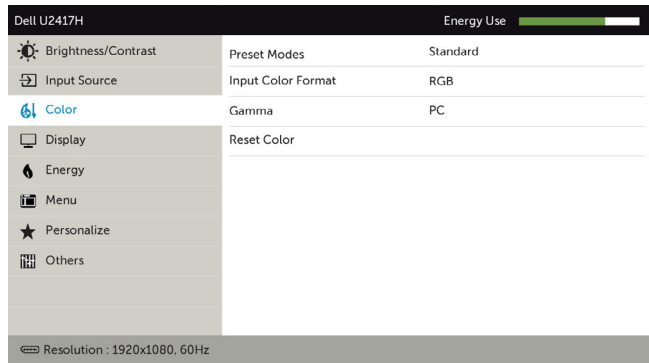 Dell U2417H Energy Use
Brightness/Contrast Preset Modes Standard
Input Source Input Color Format RGB
Color Gamma PC
Display Reset Color
Energy
Menu
Personalize
Others
Resolution : 1920x1080, 60Hz